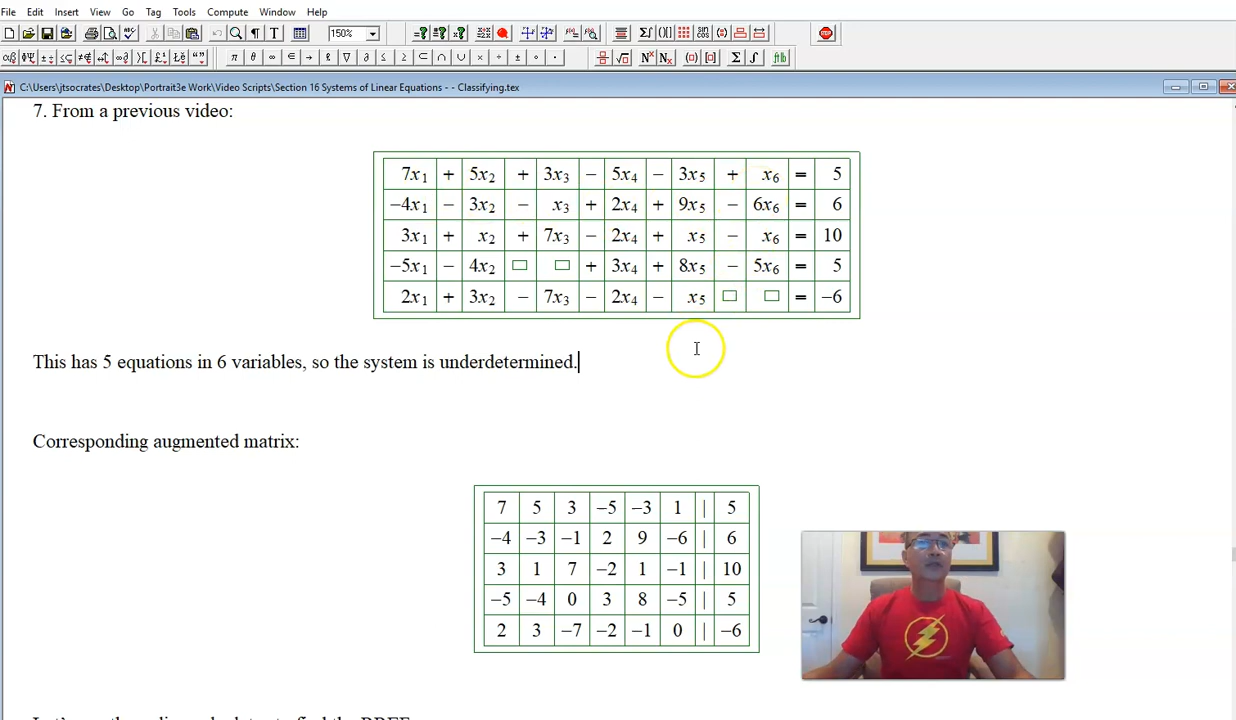 File Edit Insert View Go Tag Tools Compute Window Help
150%
C:\Users\jtsocrates\Desktop\Portrait3e Work\Video Scripts\Section 16 Systems of Linear Equations - - Classifying.tex
7. From a previous video:
7x₁ + 5x₂ + 3x₃ − 5x₄ − 3x₅ + x₆ = 5
−4x₁ − 3x₂ − x₃ + 2x₄ + 9x₅ − 6x₆ = 6
3x₁ + x₂ + 7x₃ − 2x₄ + x₅ − x₆ = 10
−5x₁ − 4x₂ □ □ + 3x₄ + 8x₅ − 5x₆ = 5
2x₁ + 3x₂ − 7x₃ − 2x₄ − x₅ □ □ = −6
This has 5 equations in 6 variables, so the system is underdetermined.
Corresponding augmented matrix:
7 5 3 −5 −3 1 | 5
−4 −3 −1 2 9 −6 | 6
3 1 7 −2 1 −1 | 10
−5 −4 0 3 8 −5 | 5
2 3 −7 −2 −1 0 | −6